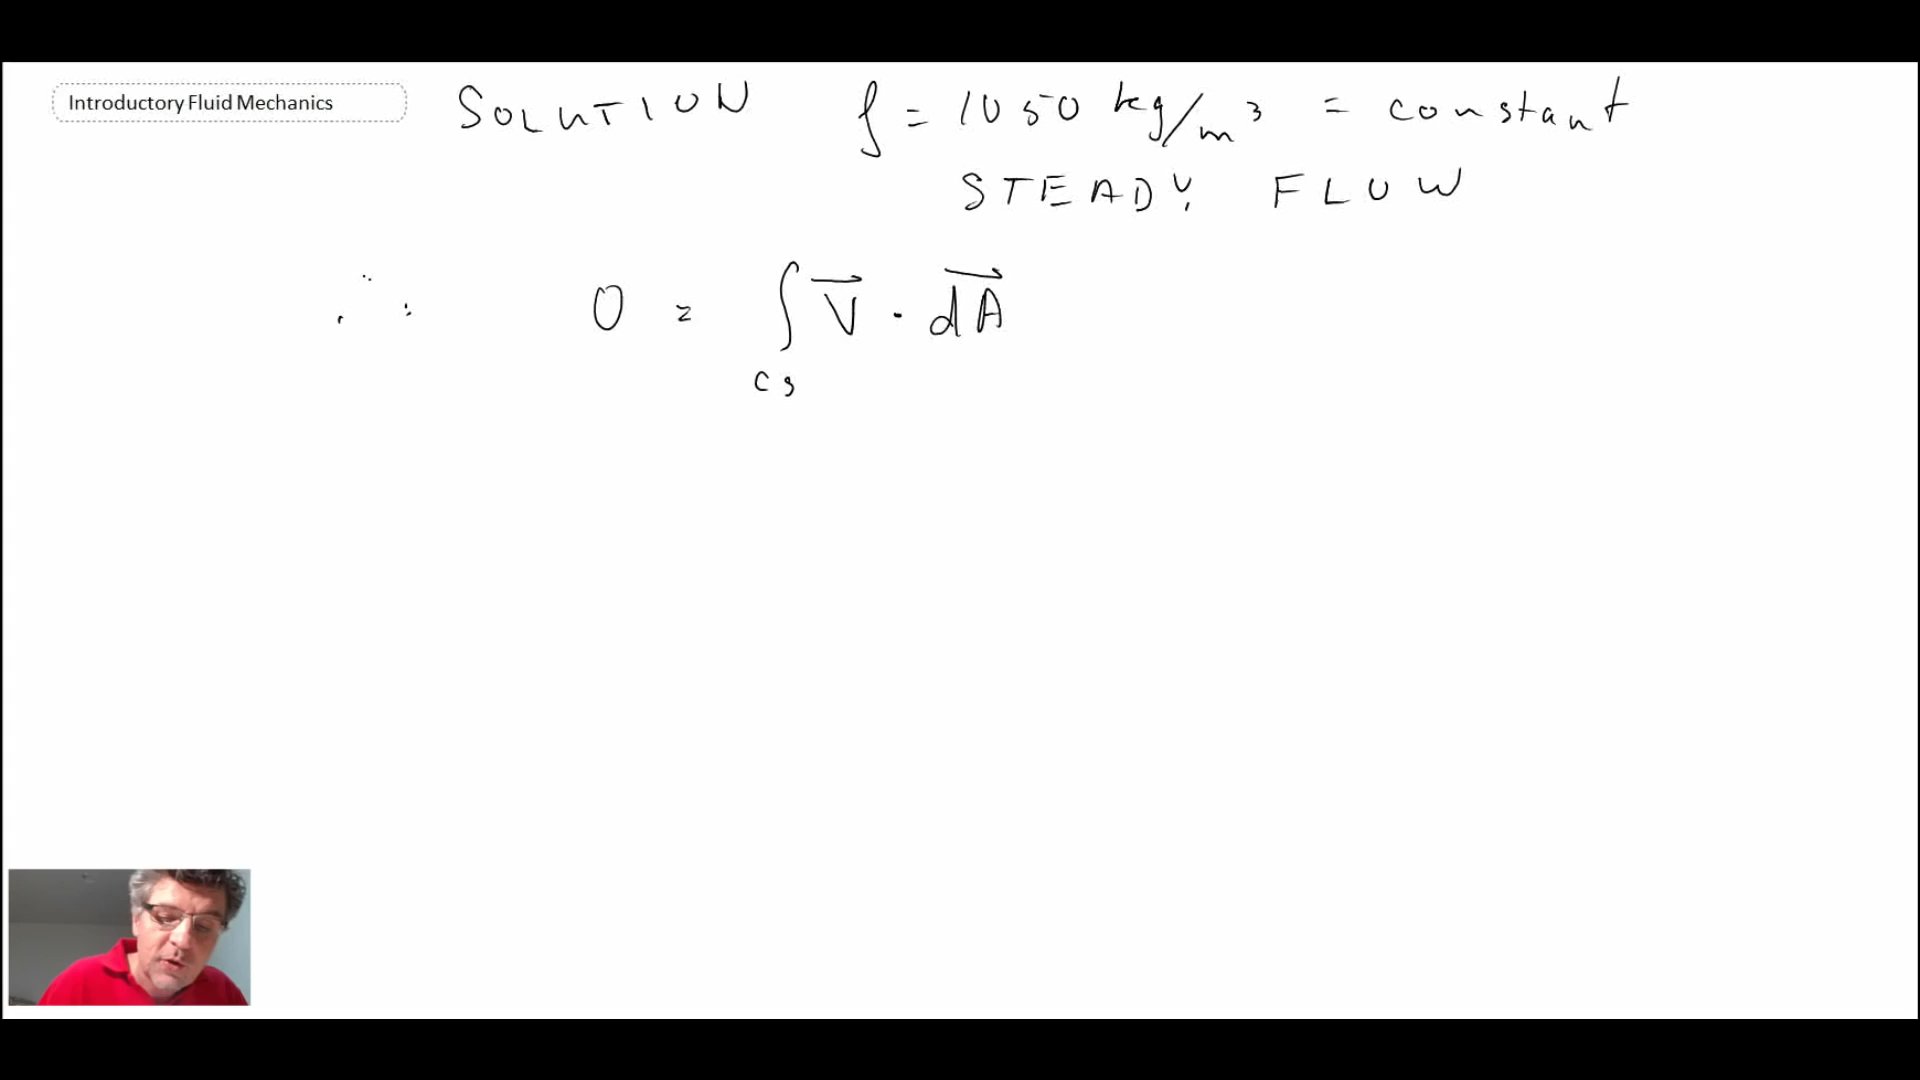 Introductory Fluid Mechanics
SOLUTION ρ = 1050 kg/m³ = constant
STEADY FLOW
∴ 0 = ∫ V⃗ · dA⃗
cs